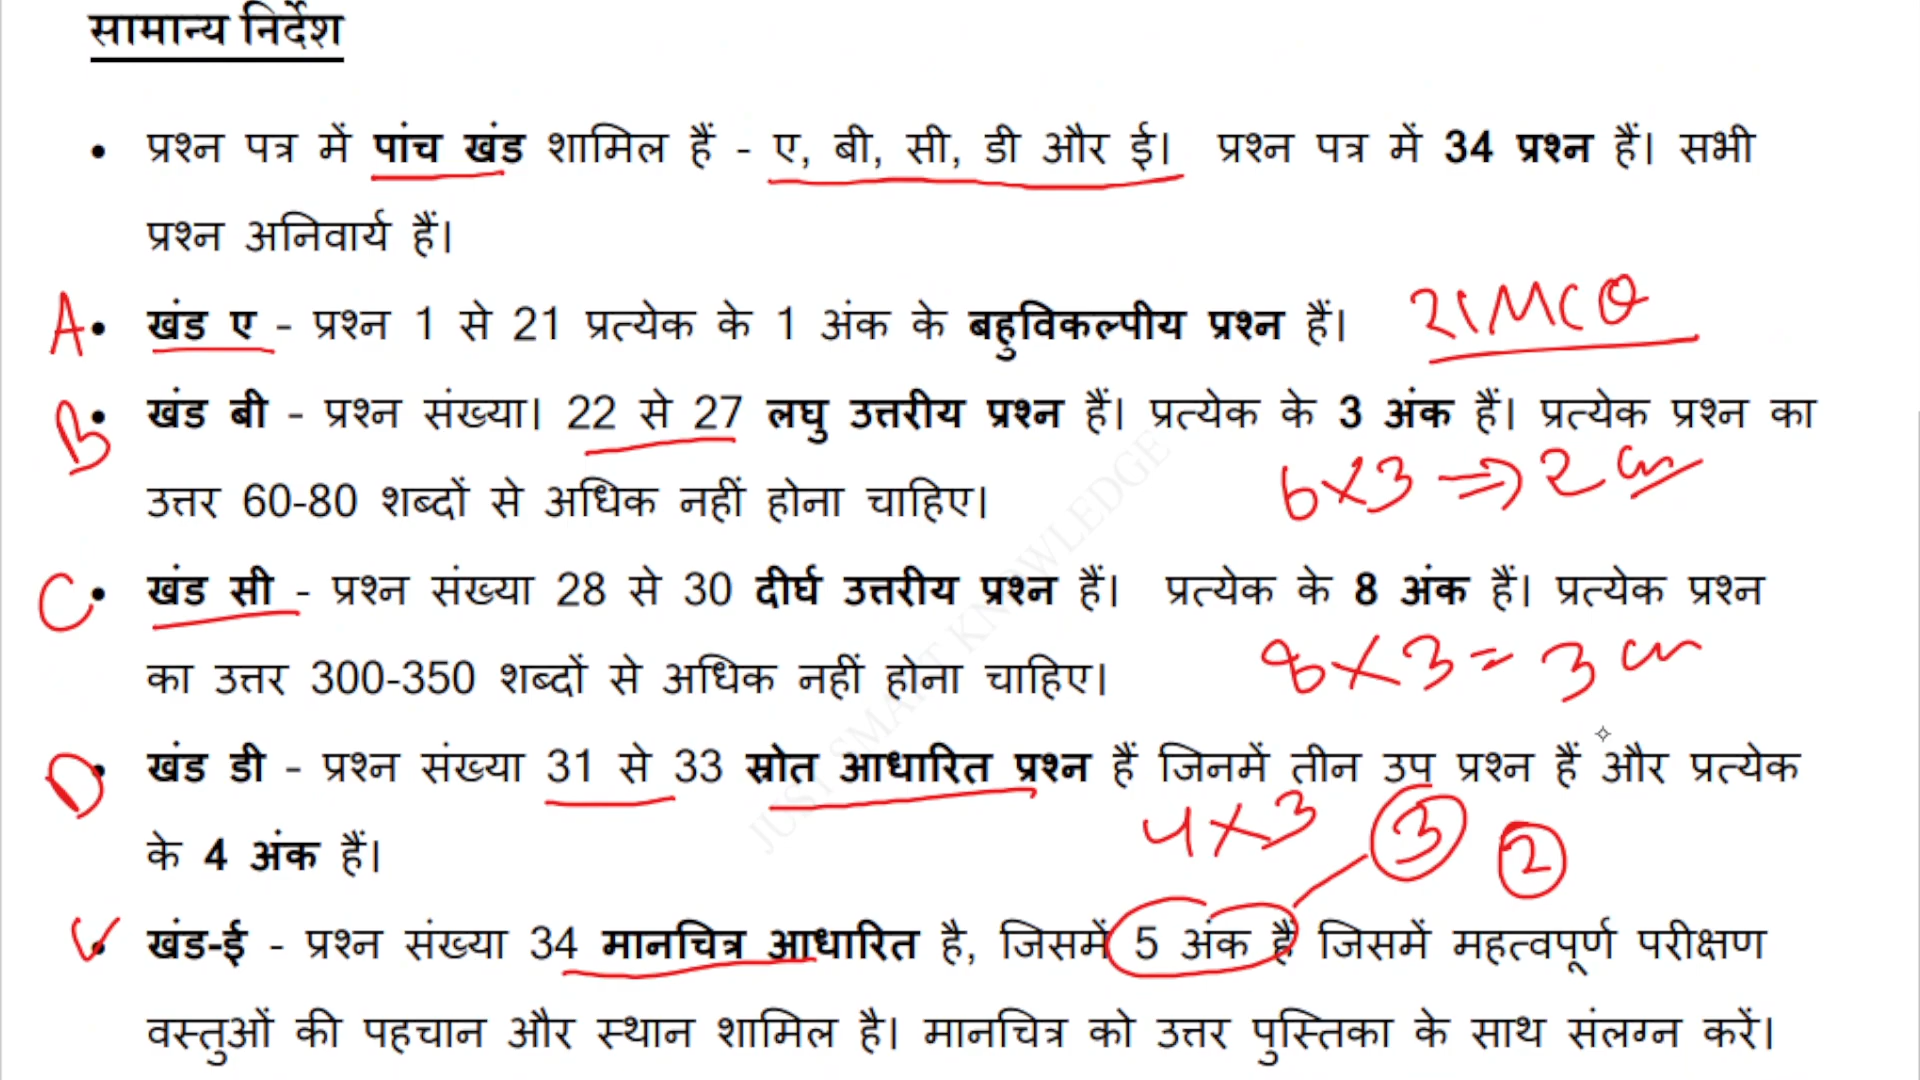 सामान्य निर्देश
• प्रश्न पत्र में पांच खंड शामिल हैं - ए, बी, सी, डी और ई। प्रश्न पत्र में 34 प्रश्न हैं। सभी
प्रश्न अनिवार्य हैं।
A • खंड ए - प्रश्न 1 से 21 प्रत्येक के 1 अंक के बहुविकल्पीय प्रश्न हैं। 21 MCQ
B • खंड बी - प्रश्न संख्या। 22 से 27 लघु उत्तरीय प्रश्न हैं। प्रत्येक के 3 अंक हैं। प्रत्येक प्रश्न का
उत्तर 60-80 शब्दों से अधिक नहीं होना चाहिए। 6×3 ⇒ 2
C • खंड सी - प्रश्न संख्या 28 से 30 दीर्घ उत्तरीय प्रश्न हैं। प्रत्येक के 8 अंक हैं। प्रत्येक प्रश्न
का उत्तर 300-350 शब्दों से अधिक नहीं होना चाहिए। 8×3 = 3
D • खंड डी - प्रश्न संख्या 31 से 33 स्रोत आधारित प्रश्न हैं जिनमें तीन उप प्रश्न हैं और प्रत्येक
के 4 अंक हैं। 4×3 3 2
• खंड-ई - प्रश्न संख्या 34 मानचित्र आधारित है, जिसमें 5 अंक हैं जिसमें महत्वपूर्ण परीक्षण
वस्तुओं की पहचान और स्थान शामिल है। मानचित्र को उत्तर पुस्तिका के साथ संलग्न करें।
JUST SMART KNOWLEDGE